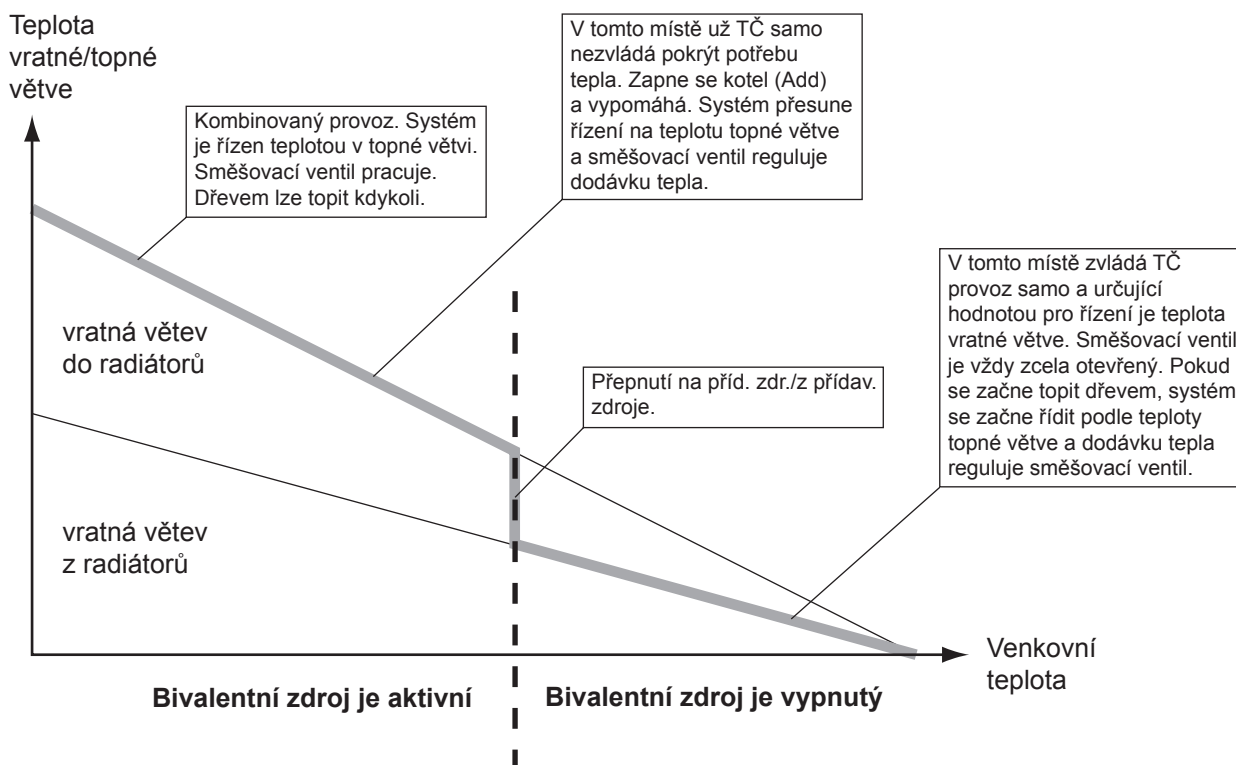 Teplota
vratné/topné
větve
Kombinovaný provoz. Systém
je řízen teplotou v topné větvi.
Směšovací ventil pracuje.
Dřevem lze topit kdykoli.
V tomto místě už TČ samo
nezvládá pokrýt potřebu
tepla. Zapne se kotel (Add)
a vypomáhá. Systém přesune
řízení na teplotu topné větve
a směšovací ventil reguluje
dodávku tepla.
V tomto místě zvládá TČ
provoz samo a určující
hodnotou pro řízení je teplota
vratné větve. Směšovací ventil
je vždy zcela otevřený. Pokud
se začne topit dřevem, systém
se začne řídit podle teploty
topné větve a dodávku tepla
reguluje směšovací ventil.
vratná větev
do radiátorů
Přepnutí na příd. zdr./z přídav.
zdroje.
vratná větev
z radiátorů
Venkovní
teplota
Bivalentní zdroj je aktivní
Bivalentní zdroj je vypnutý